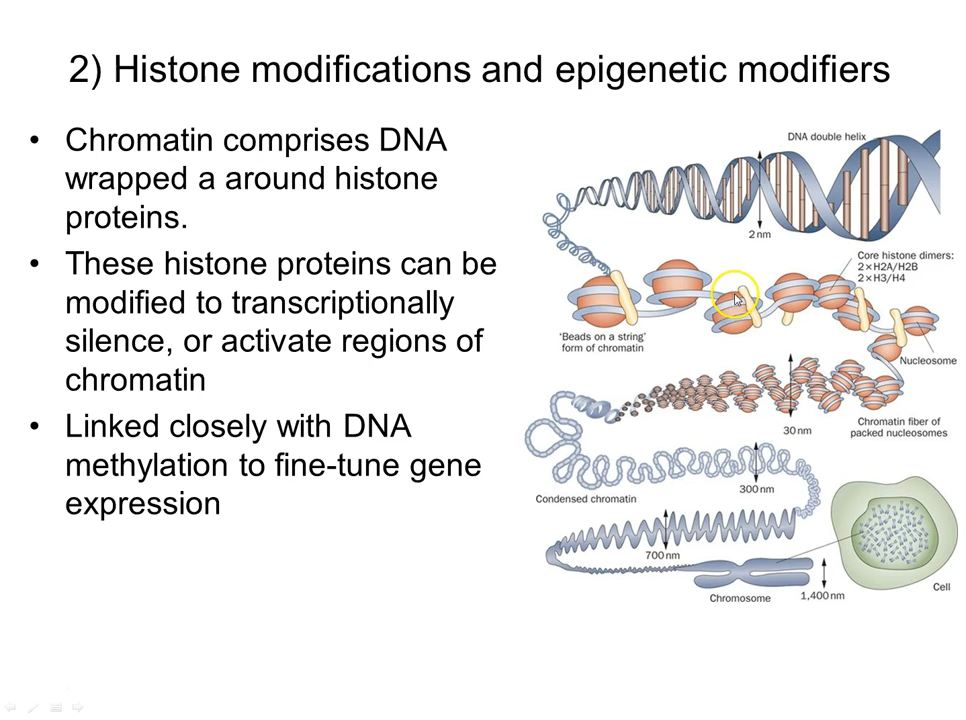 2) Histone modifications and epigenetic modifiers
• Chromatin comprises DNA
wrapped a around histone
proteins.
• These histone proteins can be
modified to transcriptionally
silence, or activate regions of
chromatin
• Linked closely with DNA
methylation to fine-tune gene
expression
DNA double helix
2 nm
Core histone dimers:
2×H2A/H2B
2×H3/H4
'Beads on a string'
form of chromatin
Nucleosome
30 nm
Chromatin fiber of
packed nucleosomes
300 nm
Condensed chromatin
700 nm
Chromosome
1,400 nm
Cell